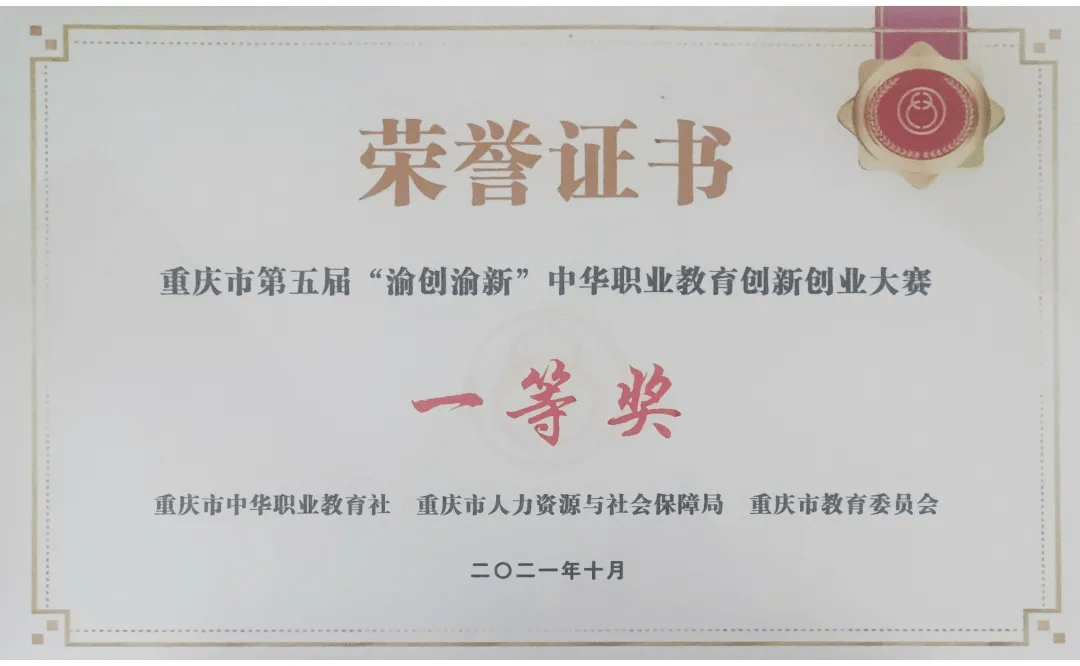 荣誉证书
重庆市第五届“渝创渝新”中华职业教育创新创业大赛
一等奖
重庆市中华职业教育社 重庆市人力资源与社会保障局 重庆市教育委员会
二〇二一年十月